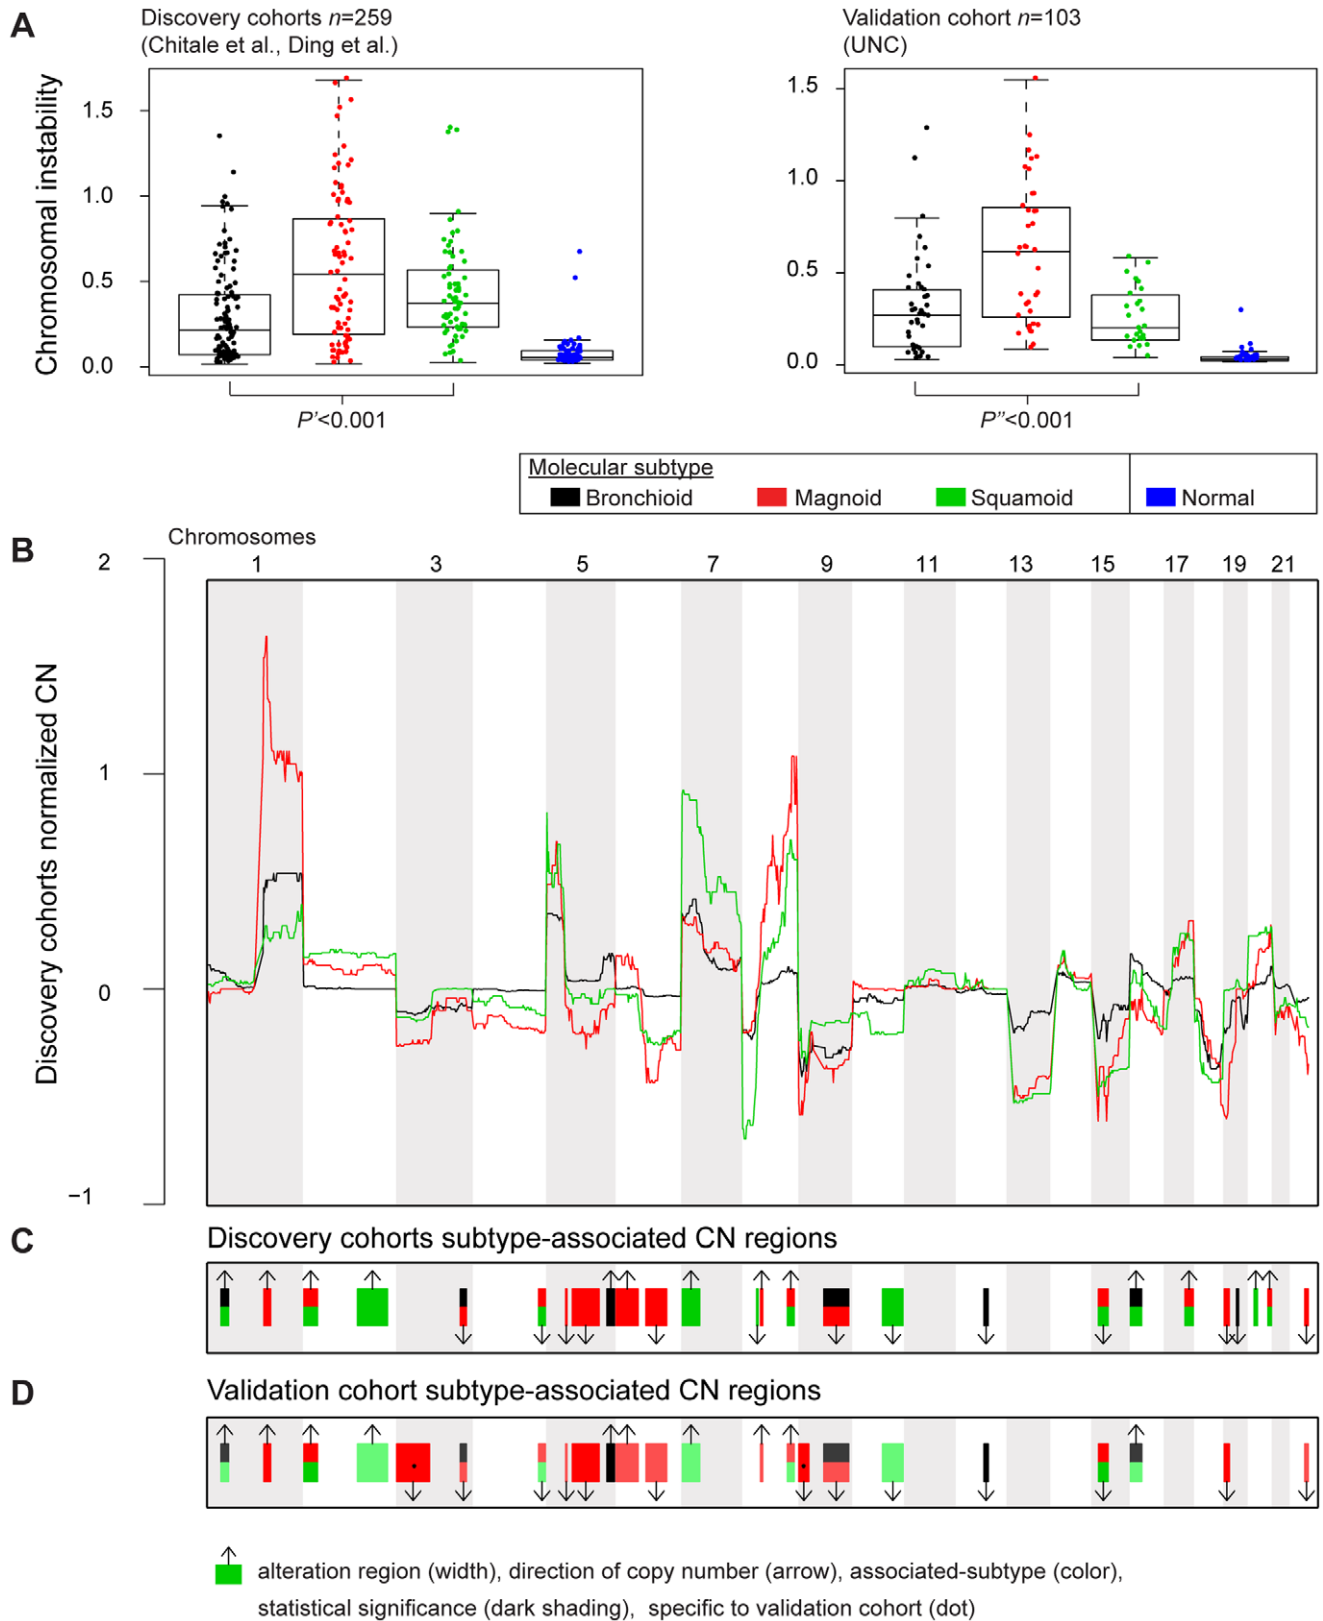 A
Discovery cohorts n=259
(Chitale et al., Ding et al.)
Validation cohort n=103
(UNC)
Chromosomal instability
1.5
1.0
0.5
0.0
1.5
1.0
0.5
0.0
P'<0.001
P''<0.001
Molecular subtype
Bronchioid
Magnoid
Squamoid
Normal
B
Chromosomes
1 3 5 7 9 11 13 15 17 19 21
Discovery cohorts normalized CN
2
1
0
−1
C
Discovery cohorts subtype-associated CN regions
D
Validation cohort subtype-associated CN regions
alteration region (width), direction of copy number (arrow), associated-subtype (color),
statistical significance (dark shading), specific to validation cohort (dot)